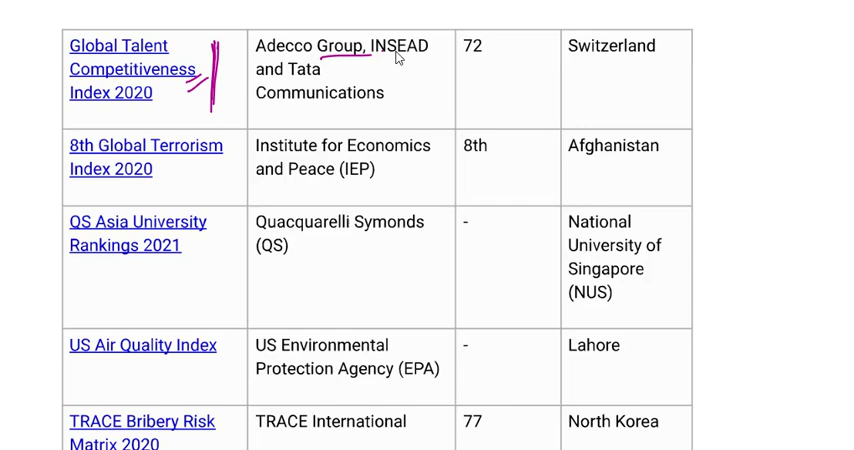 Global Talent
Competitiveness
Index 2020
Adecco Group, INSEAD
and Tata
Communications
72
Switzerland
8th Global Terrorism
Index 2020
Institute for Economics
and Peace (IEP)
8th
Afghanistan
QS Asia University
Rankings 2021
Quacquarelli Symonds
(QS)
-
National
University of
Singapore
(NUS)
US Air Quality Index
US Environmental
Protection Agency (EPA)
-
Lahore
TRACE Bribery Risk
Matrix 2020
TRACE International
77
North Korea